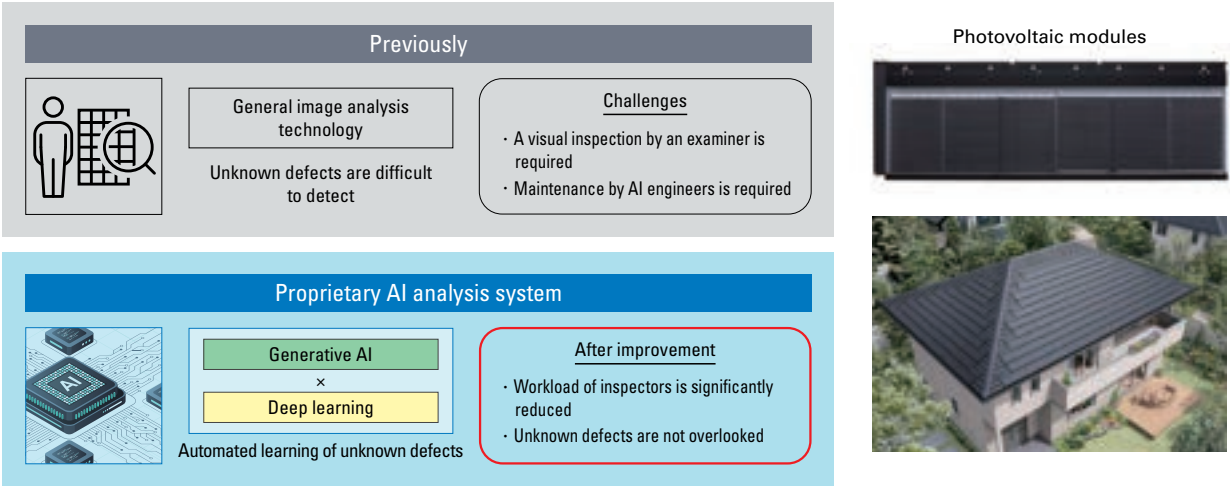 Previously
General image analysis
technology
Unknown defects are difficult
to detect
Challenges
・A visual inspection by an examiner is
required
・Maintenance by AI engineers is required
Proprietary AI analysis system
AI
Generative AI
×
Deep learning
Automated learning of unknown defects
After improvement
・Workload of inspectors is significantly
reduced
・Unknown defects are not overlooked
Photovoltaic modules